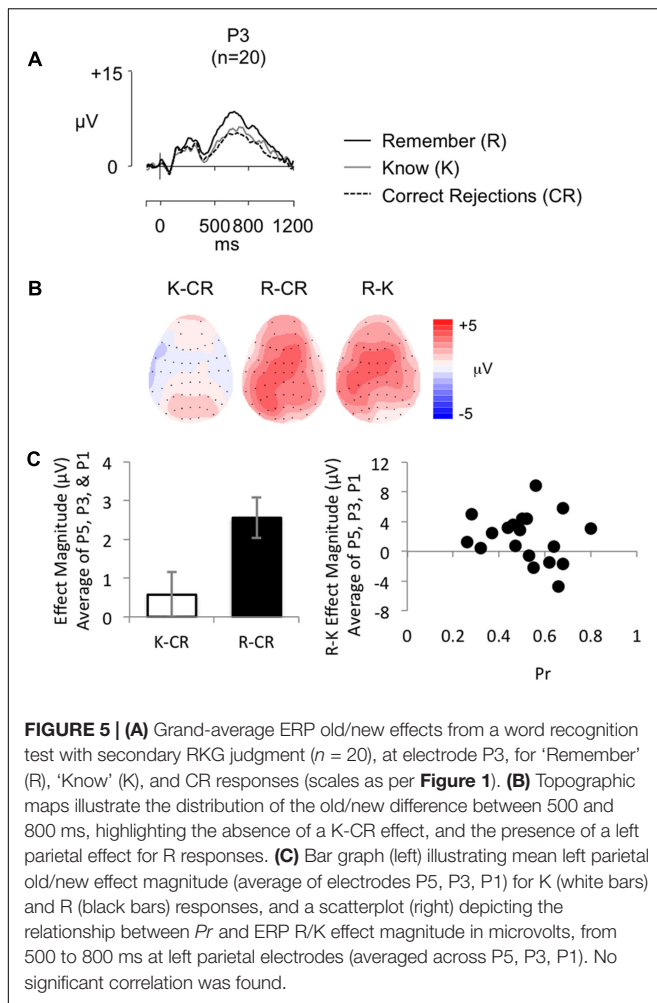 P3
(n=20)
A
+15
µV
0
Remember (R)
Know (K)
Correct Rejections (CR)
0 500 800 1200
ms
B
K-CR R-CR R-K
+5
µV
-5
C
Effect Magnitude (µV)
Average of P5, P3, & P1
4
3
2
1
0
K-CR R-CR
R-K Effect Magnitude (µV)
Average of P5, P3, P1
12
8
4
0
-4
-8
0 0.2 0.4 0.6 0.8 1
Pr
FIGURE 5 | (A) Grand-average ERP old/new effects from a word recognition
test with secondary RKG judgment (n = 20), at electrode P3, for ‘Remember’
(R), ‘Know’ (K), and CR responses (scales as per Figure 1). (B) Topographic
maps illustrate the distribution of the old/new difference between 500 and
800 ms, highlighting the absence of a K-CR effect, and the presence of a left
parietal effect for R responses. (C) Bar graph (left) illustrating mean left parietal
old/new effect magnitude (average of electrodes P5, P3, P1) for K (white bars)
and R (black bars) responses, and a scatterplot (right) depicting the
relationship between Pr and ERP R/K effect magnitude in microvolts, from
500 to 800 ms at left parietal electrodes (averaged across P5, P3, P1). No
significant correlation was found.